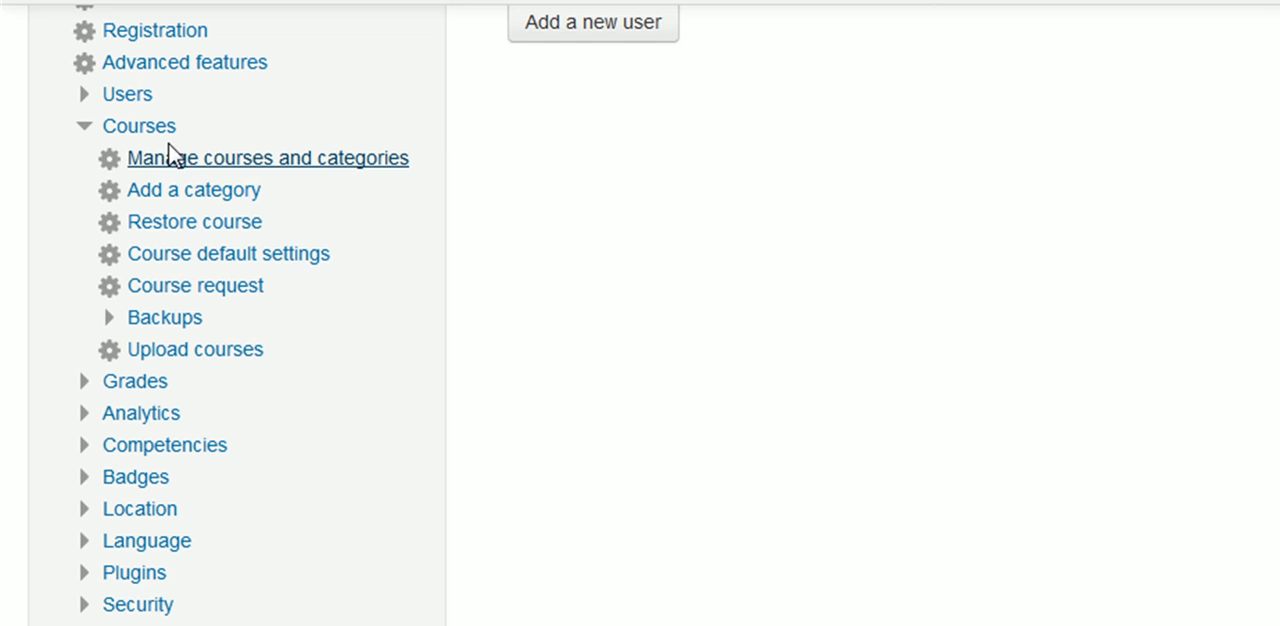 Registration
Add a new user
Advanced features
Users
Courses
Manage courses and categories
Add a category
Restore course
Course default settings
Course request
Backups
Upload courses
Grades
Analytics
Competencies
Badges
Location
Language
Plugins
Security